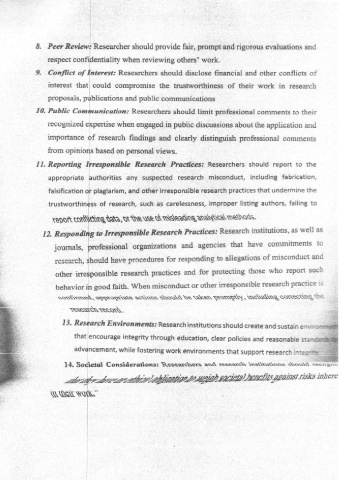 8. Peer Review: Researcher should provide fair, prompt and rigorous evaluations and
respect confidentiality when reviewing others' work.
9. Conflict of Interest: Researchers should disclose financial and other conflicts of
interest that could compromise the trustworthiness of their work in research
proposals, publications and public communications
10. Public Communication: Researchers should limit professional comments to their
recognized expertise when engaged in public discussions about the application and
importance of research findings and clearly distinguish professional comments
from opinions based on personal views.
11. Reporting Irresponsible Research Practices: Researchers should report to the
appropriate authorities any suspected research misconduct, including fabrication,
falsification or plagiarism, and other irresponsible research practices that undermine the
trustworthiness of research, such as carelessness, improper listing authors, failing to
report conflicting data, or the use of misleading analytical methods.
12. Responding to Irresponsible Research Practices: Research institutions, as well as
journals, professional organizations and agencies that have commitments to
research, should have procedures for responding to allegations of misconduct and
other irresponsible research practices and for protecting those who report such
behavior in good faith. When misconduct or other irresponsible research practice is
confirmed, appropriate actions should be taken promptly, including correcting the
research record.
13. Research Environments: Research institutions should create and sustain environment
that encourage integrity through education, clear policies and reasonable standards
advancement, while fostering work environments that support research integrity
14. Societal Considerations: Researchers and research institutions should recogni
an ethical obligation to weigh societal benefits against risks inhere
in their work."